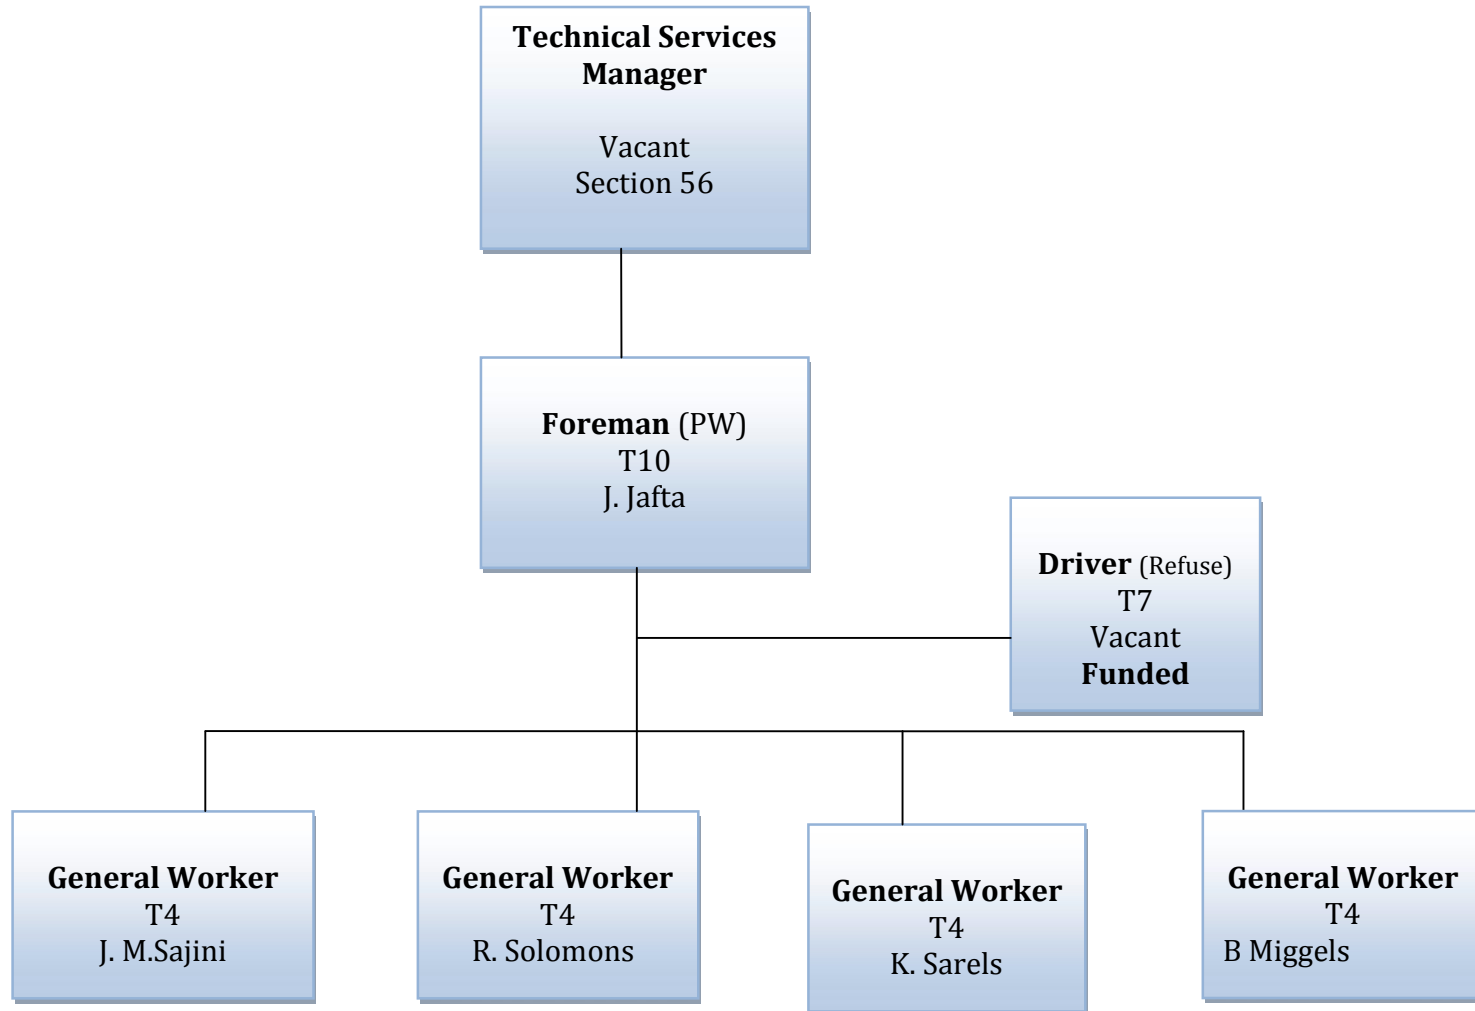 Technical Services
Manager
Vacant
Section 56
Foreman (PW)
T10
J. Jafta
Driver (Refuse)
T7
Vacant
Funded
General Worker
T4
J. M.Sajini
General Worker
T4
R. Solomons
General Worker
T4
K. Sarels
General Worker
T4
B Miggels